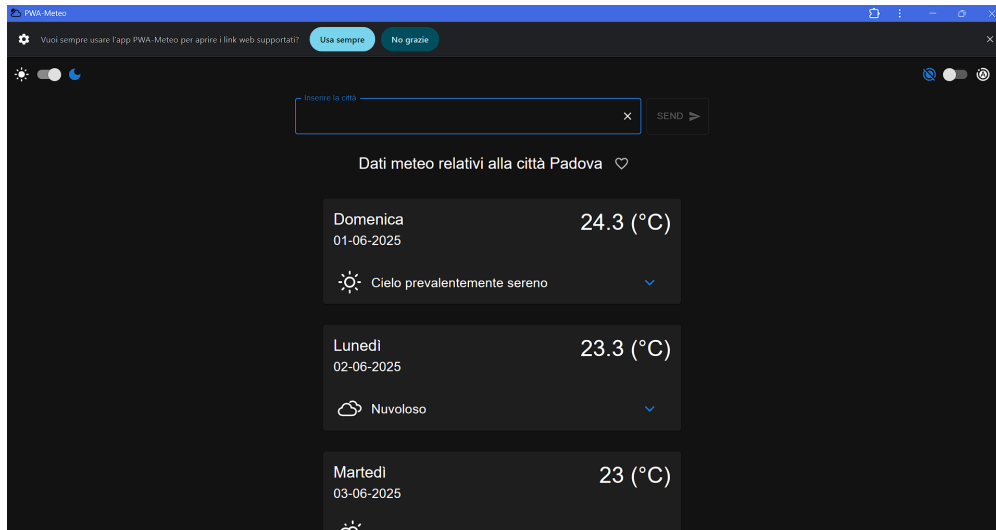 PWA-Meteo
Vuoi sempre usare l'app PWA-Meteo per aprire i link web supportati?
Usa sempre
No grazie
Inserire la città
SEND
Dati meteo relativi alla città Padova
Domenica
24.3 (°C)
01-06-2025
Cielo prevalentemente sereno
Lunedì
23.3 (°C)
02-06-2025
Nuvoloso
Martedì
23 (°C)
03-06-2025